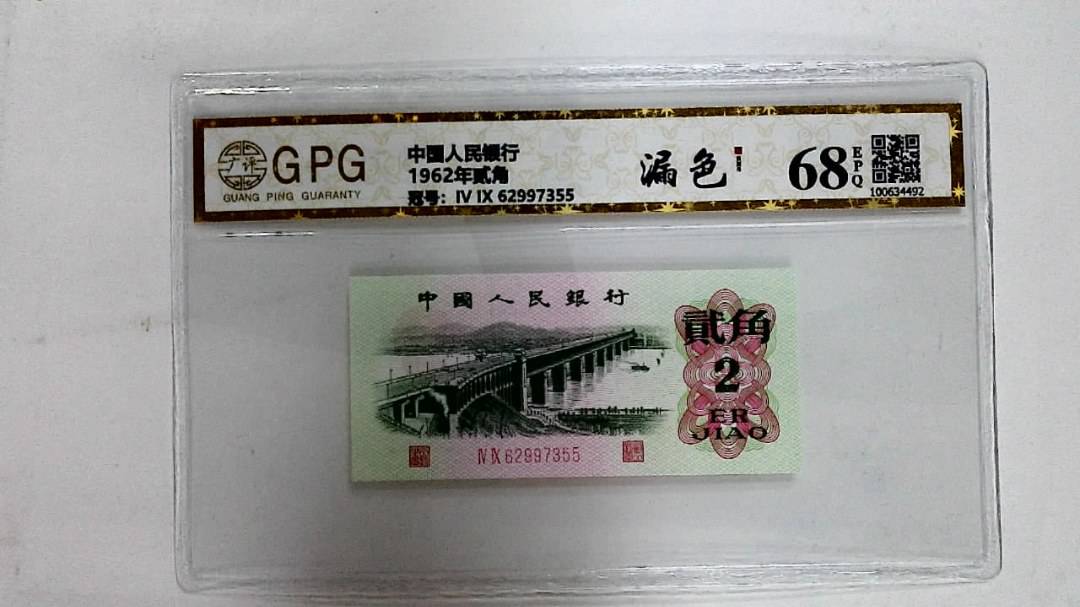 广评
GPG
GUANG PING GUARANTY
中国人民银行
1962年贰角
冠号：Ⅳ Ⅸ 62997355
漏色
68
EPQ
100634492
中國人民銀行
貳角
2
ER
JIAO
Ⅳ Ⅸ 62997355